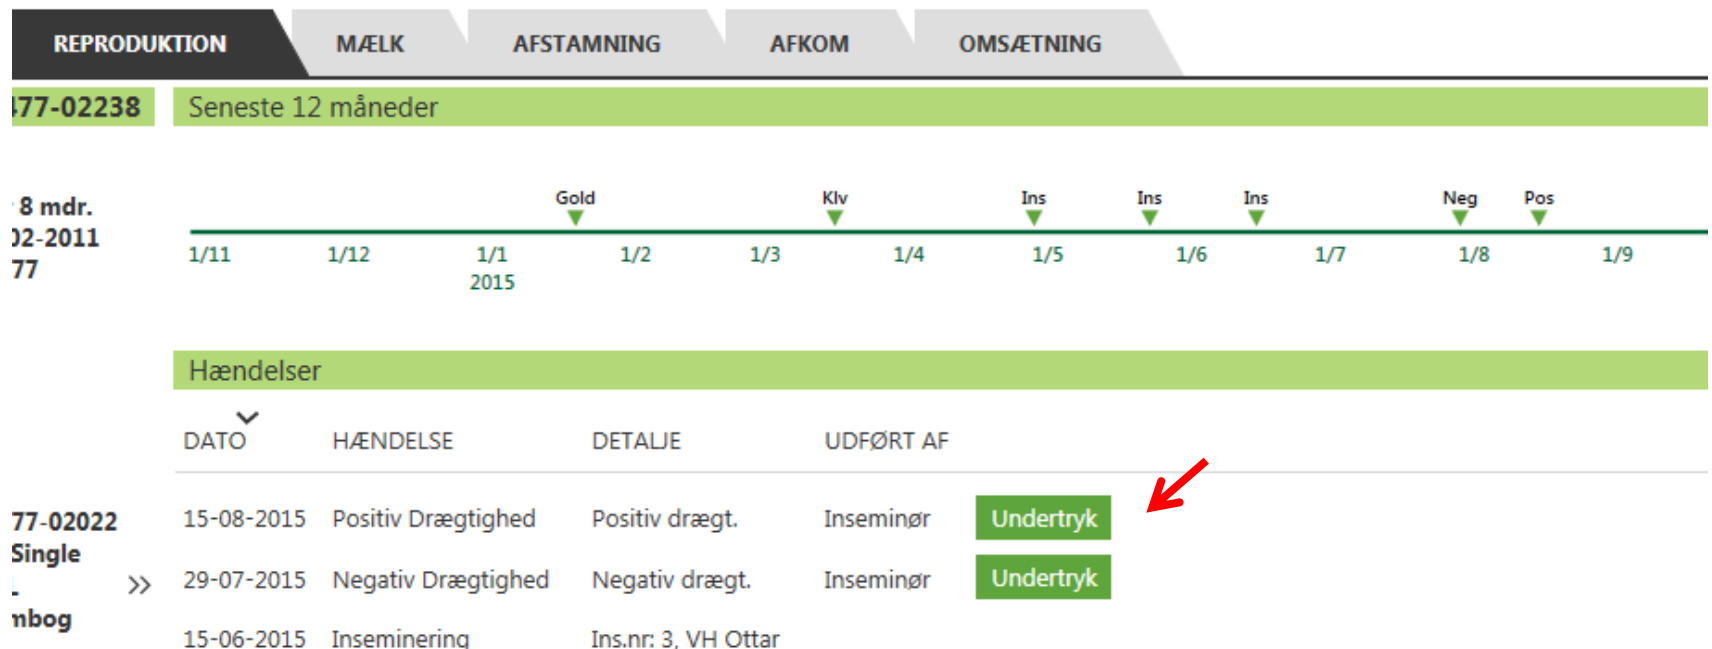 REPRODUKTION MÆLK AFSTAMNING AFKOM OMSÆTNING
477-02238 Seneste 12 måneder
Gold Klv Ins Ins Ins Neg Pos
8 mdr.
02-2011
77
1/11 1/12 1/1 1/2 1/3 1/4 1/5 1/6 1/7 1/8 1/9
2015
Hændelser
DATO HÆNDELSE DETALJE UDFØRT AF
15-08-2015 Positiv Drægtighed Positiv drægt. Inseminør Undertryk
77-02022
Single
29-07-2015 Negativ Drægtighed Negativ drægt. Inseminør Undertryk
mbog
15-06-2015 Inseminering Ins.nr: 3, VH Ottar